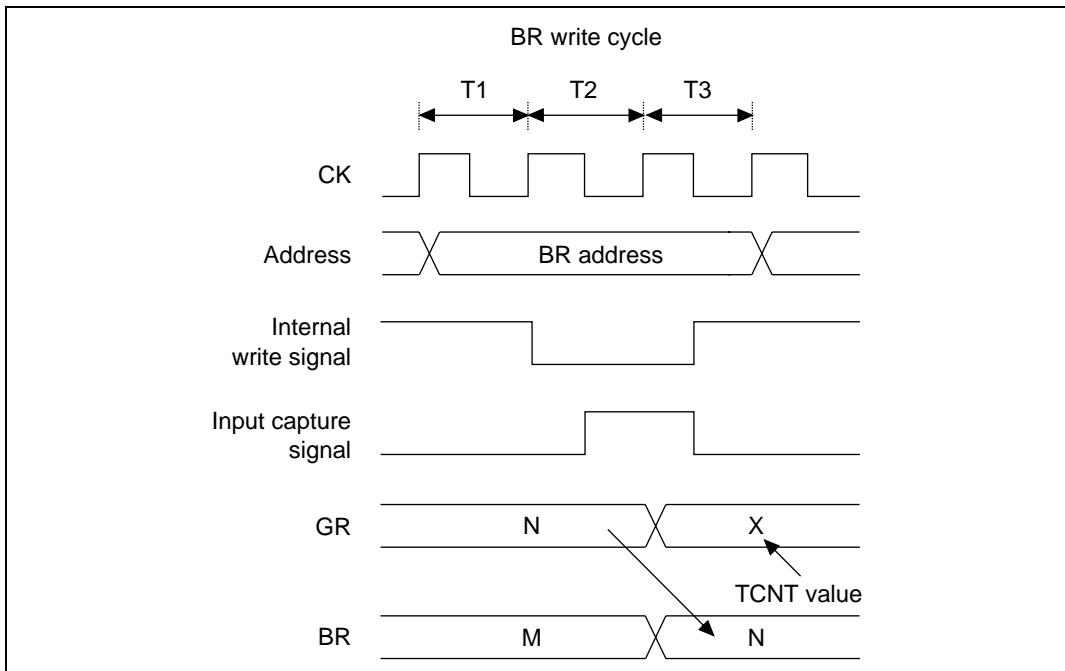 BR write cycle
T1 T2 T3
CK
Address BR address
Internal
write signal
Input capture
signal
GR N X
TCNT value
BR M N